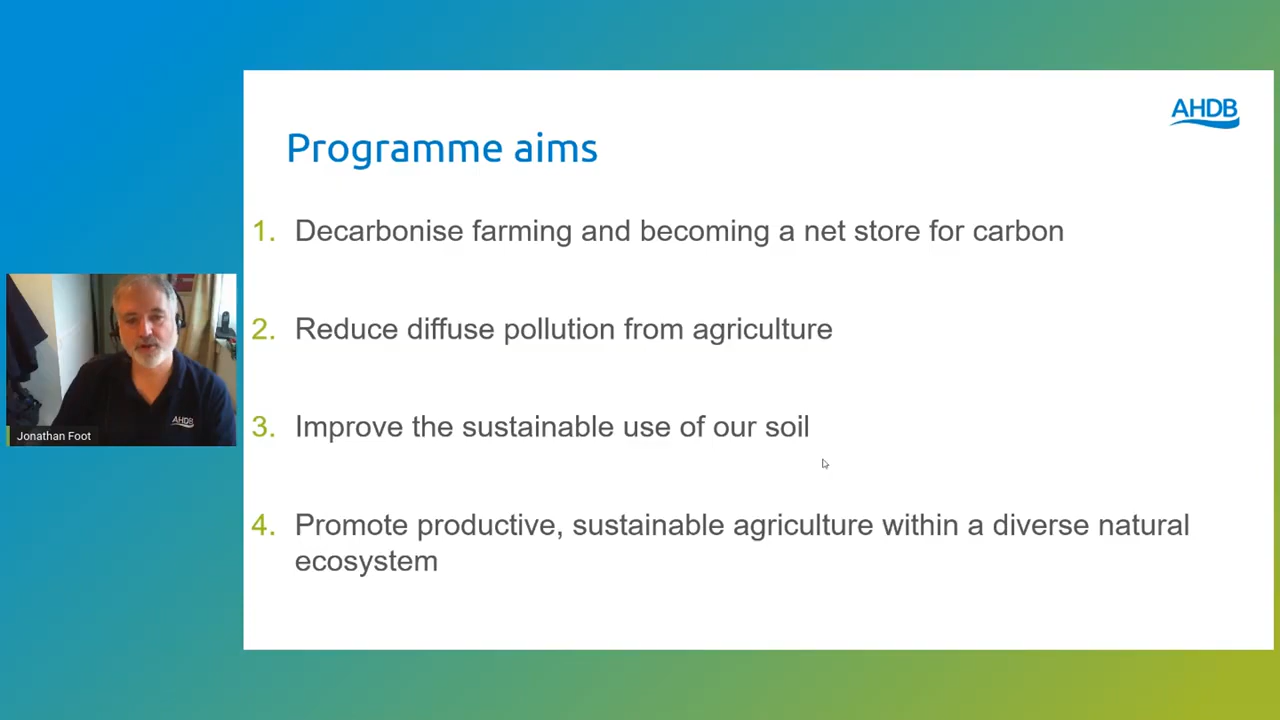 AHDB
Programme aims
1. Decarbonise farming and becoming a net store for carbon
2. Reduce diffuse pollution from agriculture
3. Improve the sustainable use of our soil
4. Promote productive, sustainable agriculture within a diverse natural
ecosystem
AHDB
Jonathan Foot